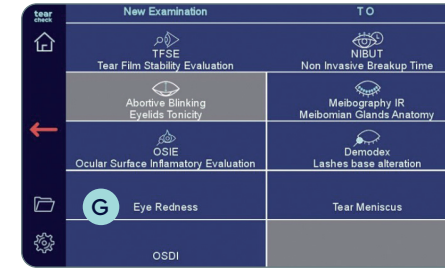 tear
check
New Examination
T O
TFSE
Tear Film Stability Evaluation
NIBUT
Non Invasive Breakup Time
Abortive Blinking
Eyelids Tonicity
Meibography IR
Meibomian Glands Anatomy
OSIE
Ocular Surface Inflamatory Evaluation
Demodex
Lashes base alteration
G
Eye Redness
Tear Meniscus
OSDI